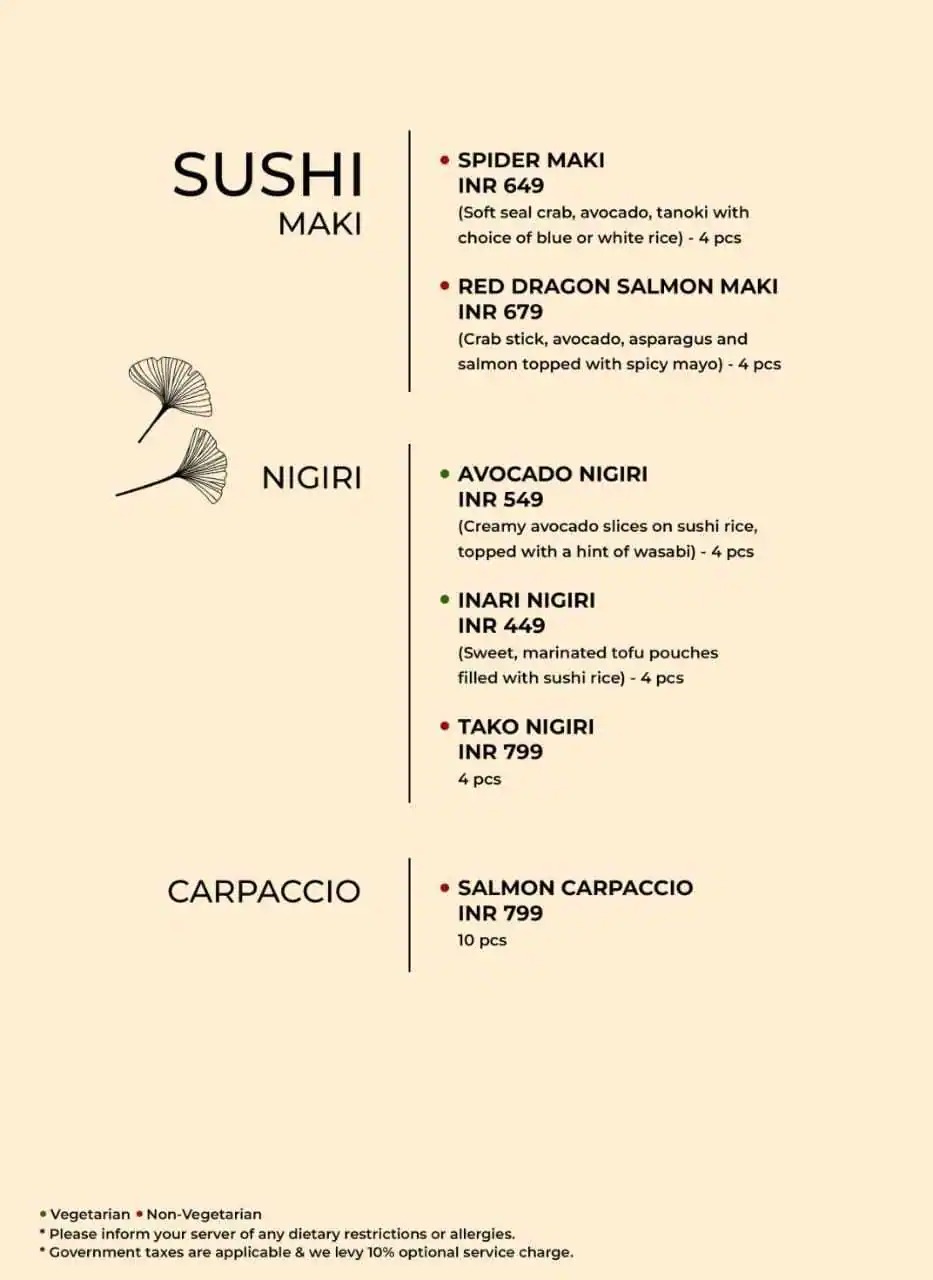 SUSHI
MAKI
• SPIDER MAKI
INR 649
(Soft seal crab, avocado, tanoki with
choice of blue or white rice) - 4 pcs
• RED DRAGON SALMON MAKI
INR 679
(Crab stick, avocado, asparagus and
salmon topped with spicy mayo) - 4 pcs
NIGIRI
• AVOCADO NIGIRI
INR 549
(Creamy avocado slices on sushi rice,
topped with a hint of wasabi) - 4 pcs
• INARI NIGIRI
INR 449
(Sweet, marinated tofu pouches
filled with sushi rice) - 4 pcs
• TAKO NIGIRI
INR 799
4 pcs
CARPACCIO
• SALMON CARPACCIO
INR 799
10 pcs
• Vegetarian • Non-Vegetarian
* Please inform your server of any dietary restrictions or allergies.
* Government taxes are applicable & we levy 10% optional service charge.